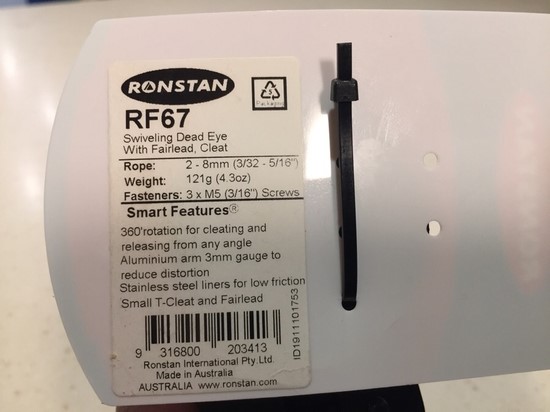 RONSTAN
3
Packaging
RF67
Swiveling Dead Eye
With Fairlead, Cleat
Rope: 2 - 8mm (3/32 - 5/16")
Weight: 121g (4.3oz)
Fasteners: 3 x M5 (3/16") Screws
Smart Features®
360'rotation for cleating and
releasing from any angle
Aluminium arm 3mm gauge to
reduce distortion
Stainless steel liners for low friction
Small T-Cleat and Fairlead
9 316800 203413
Ronstan International Pty.Ltd.
Made in Australia
AUSTRALIA www.ronstan.com
ID1911101753